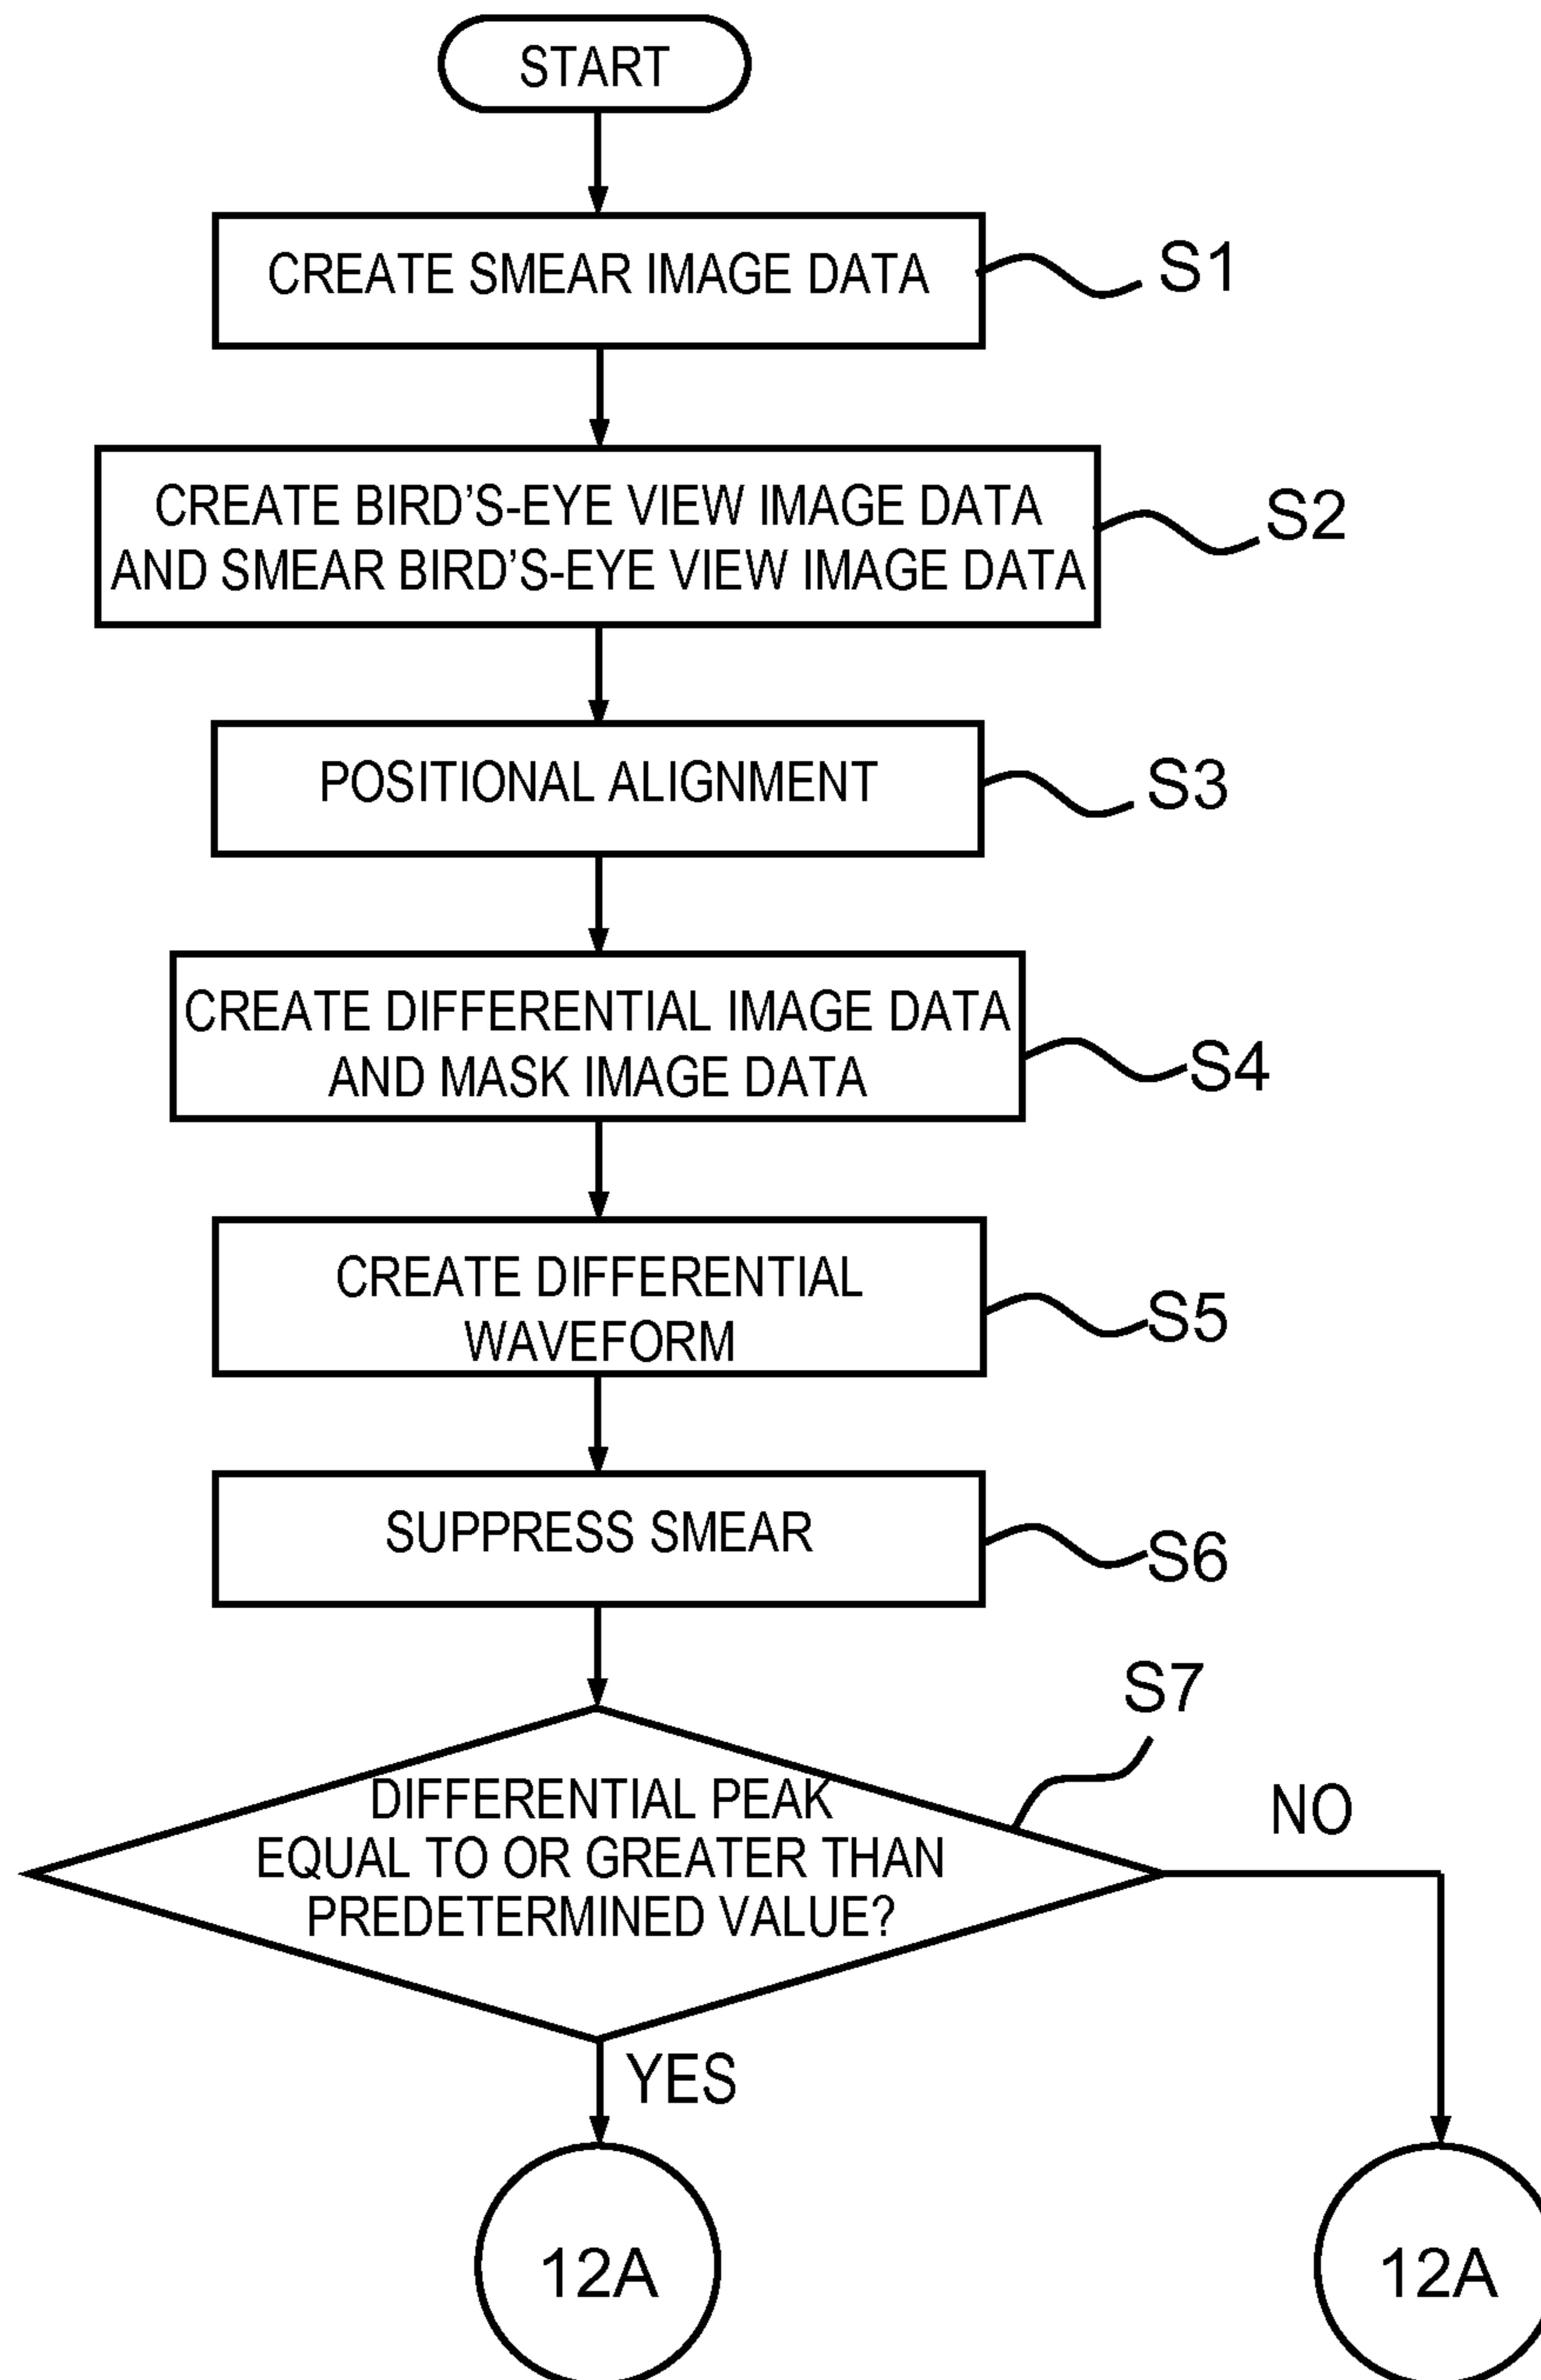 START
CREATE SMEAR IMAGE DATA
S1
CREATE BIRD’S-EYE VIEW IMAGE DATA
AND SMEAR BIRD’S-EYE VIEW IMAGE DATA
S2
POSITIONAL ALIGNMENT
S3
CREATE DIFFERENTIAL IMAGE DATA
AND MASK IMAGE DATA
S4
CREATE DIFFERENTIAL
WAVEFORM
S5
SUPPRESS SMEAR
S6
S7
DIFFERENTIAL PEAK
EQUAL TO OR GREATER THAN
PREDETERMINED VALUE?
NO
YES
12A
12A